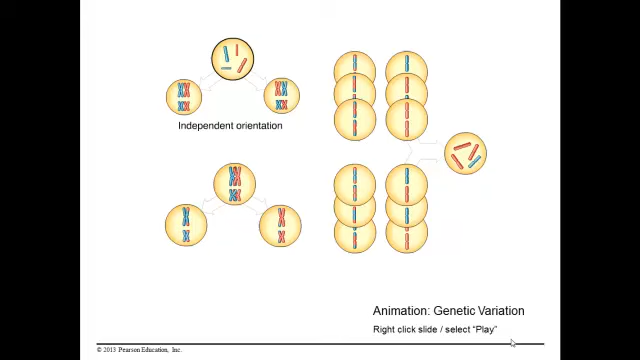 Independent orientation
Animation: Genetic Variation
Right click slide / select “Play”
© 2013 Pearson Education, Inc.